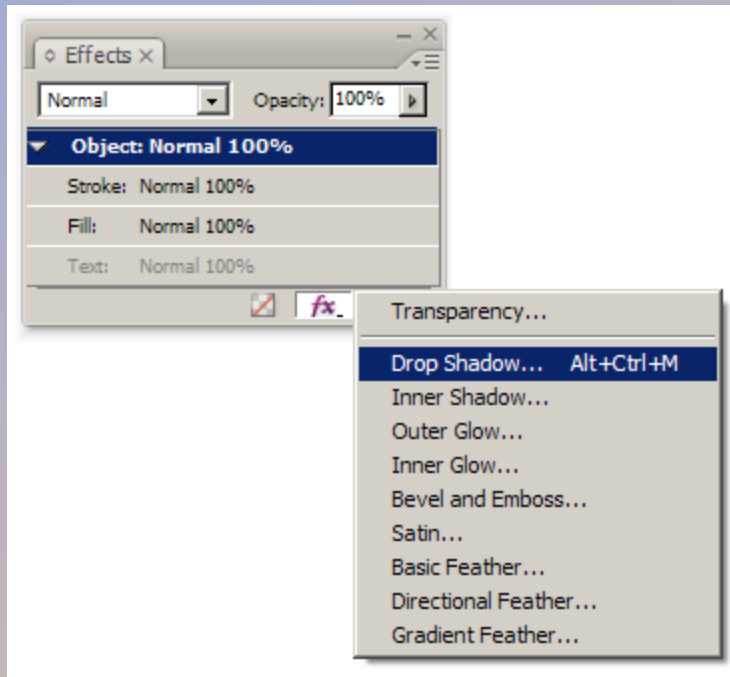 Effects
Normal Opacity: 100%
Object: Normal 100%
Stroke: Normal 100%
Fill: Normal 100%
Text: Normal 100%
fx
Transparency...
Drop Shadow... Alt+Ctrl+M
Inner Shadow...
Outer Glow...
Inner Glow...
Bevel and Emboss...
Satin...
Basic Feather...
Directional Feather...
Gradient Feather...